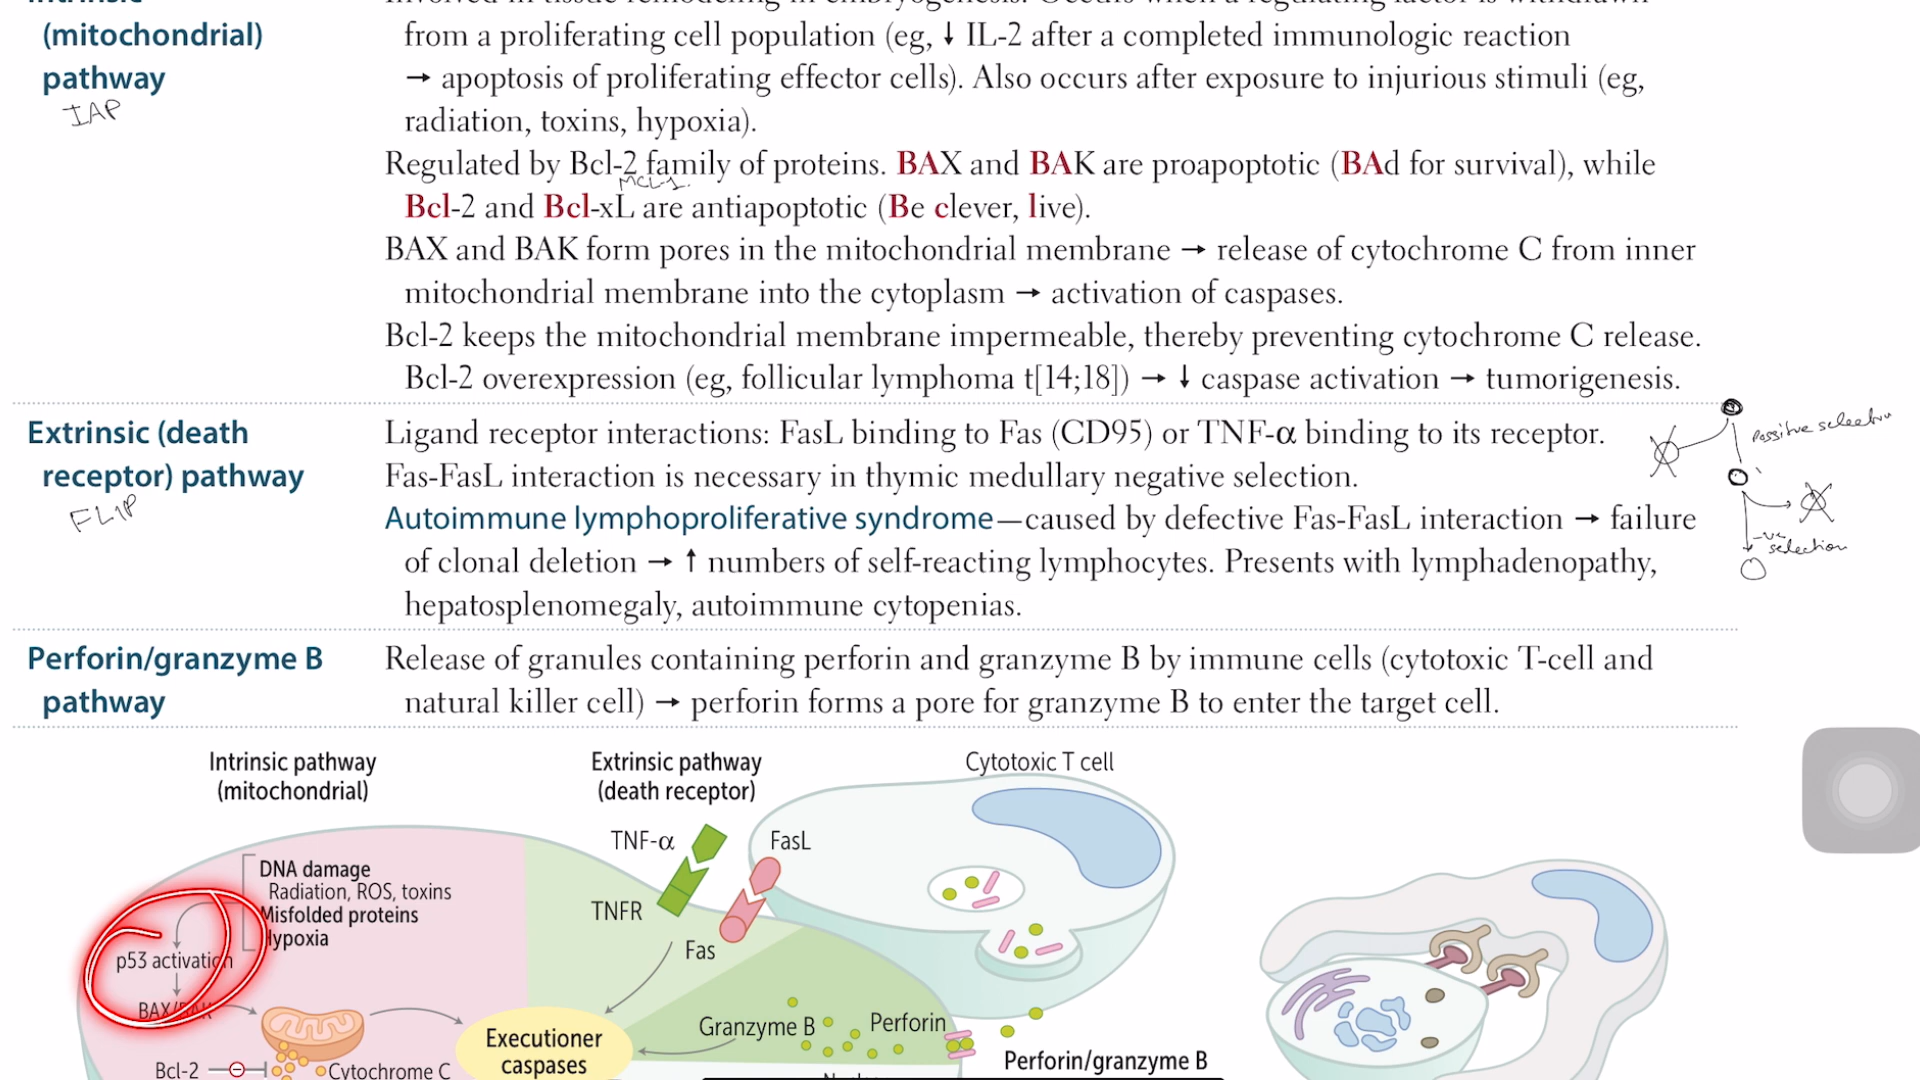 (mitochondrial)
pathway
IAP
from a proliferating cell population (eg, ↓ IL-2 after a completed immunologic reaction
→ apoptosis of proliferating effector cells). Also occurs after exposure to injurious stimuli (eg,
radiation, toxins, hypoxia).
Regulated by Bcl-2 family of proteins. BAX and BAK are proapoptotic (BAd for survival), while
MCL-1.
Bcl-2 and Bcl-xL are antiapoptotic (Be clever, live).
BAX and BAK form pores in the mitochondrial membrane → release of cytochrome C from inner
mitochondrial membrane into the cytoplasm → activation of caspases.
Bcl-2 keeps the mitochondrial membrane impermeable, thereby preventing cytochrome C release.
Bcl-2 overexpression (eg, follicular lymphoma t[14;18]) → ↓ caspase activation → tumorigenesis.
Extrinsic (death
receptor) pathway
FLIP
Ligand receptor interactions: FasL binding to Fas (CD95) or TNF-α binding to its receptor.
Fas-FasL interaction is necessary in thymic medullary negative selection.
Autoimmune lymphoproliferative syndrome—caused by defective Fas-FasL interaction → failure
of clonal deletion → ↑ numbers of self-reacting lymphocytes. Presents with lymphadenopathy,
hepatosplenomegaly, autoimmune cytopenias.
-ve
selection
Perforin/granzyme B
pathway
Release of granules containing perforin and granzyme B by immune cells (cytotoxic T-cell and
natural killer cell) → perforin forms a pore for granzyme B to enter the target cell.
Intrinsic pathway
(mitochondrial)
Extrinsic pathway
(death receptor)
Cytotoxic T cell
TNF-α
FasL
DNA damage
Radiation, ROS, toxins
Misfolded proteins
Hypoxia
TNFR
Fas
p53 activation
BAX/BAK
Granzyme B
Perforin
Executioner
caspases
Perforin/granzyme B
Bcl-2
Cytochrome C